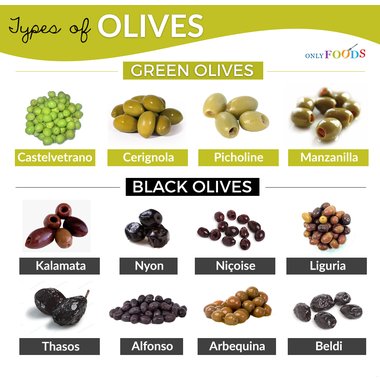 Types of OLIVES
ONLY FOODS
GREEN OLIVES
Castelvetrano Cerignola Picholine Manzanilla
BLACK OLIVES
Kalamata Nyon Niçoise Liguria
Thasos Alfonso Arbequina Beldi